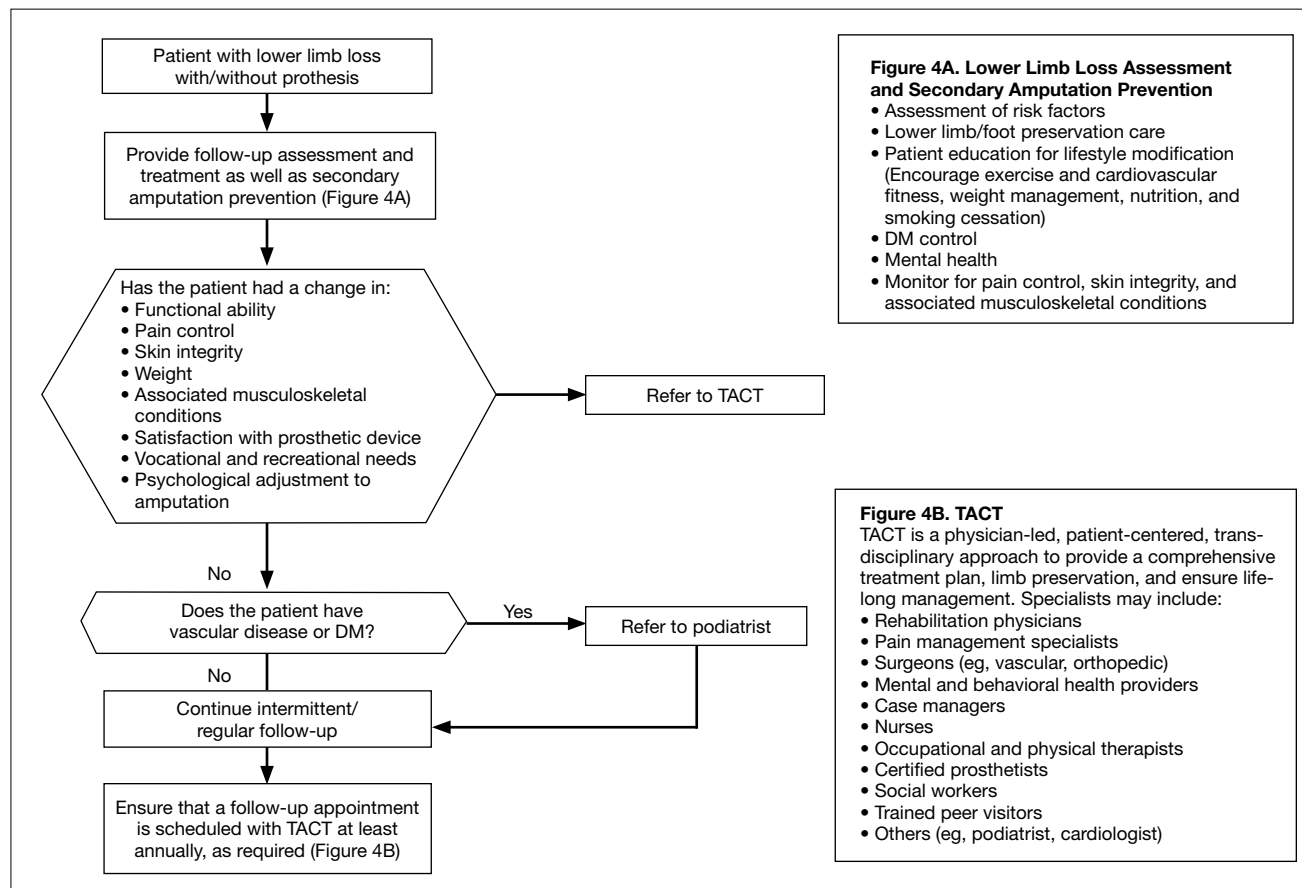 Patient with lower limb loss
with/without prothesis
Provide follow-up assessment and
treatment as well as secondary
amputation prevention (Figure 4A)
Has the patient had a change in:
• Functional ability
• Pain control
• Skin integrity
• Weight
• Associated musculoskeletal
conditions
• Satisfaction with prosthetic device
• Vocational and recreational needs
• Psychological adjustment to
amputation
Refer to TACT
No
Does the patient have
vascular disease or DM?
Yes
Refer to podiatrist
No
Continue intermittent/
regular follow-up
Ensure that a follow-up appointment
is scheduled with TACT at least
annually, as required (Figure 4B)
Figure 4A. Lower Limb Loss Assessment
and Secondary Amputation Prevention
• Assessment of risk factors
• Lower limb/foot preservation care
• Patient education for lifestyle modification
(Encourage exercise and cardiovascular
fitness, weight management, nutrition, and
smoking cessation)
• DM control
• Mental health
• Monitor for pain control, skin integrity, and
associated musculoskeletal conditions
Figure 4B. TACT
TACT is a physician-led, patient-centered, trans-
disciplinary approach to provide a comprehensive
treatment plan, limb preservation, and ensure life-
long management. Specialists may include:
• Rehabilitation physicians
• Pain management specialists
• Surgeons (eg, vascular, orthopedic)
• Mental and behavioral health providers
• Case managers
• Nurses
• Occupational and physical therapists
• Certified prosthetists
• Social workers
• Trained peer visitors
• Others (eg, podiatrist, cardiologist)